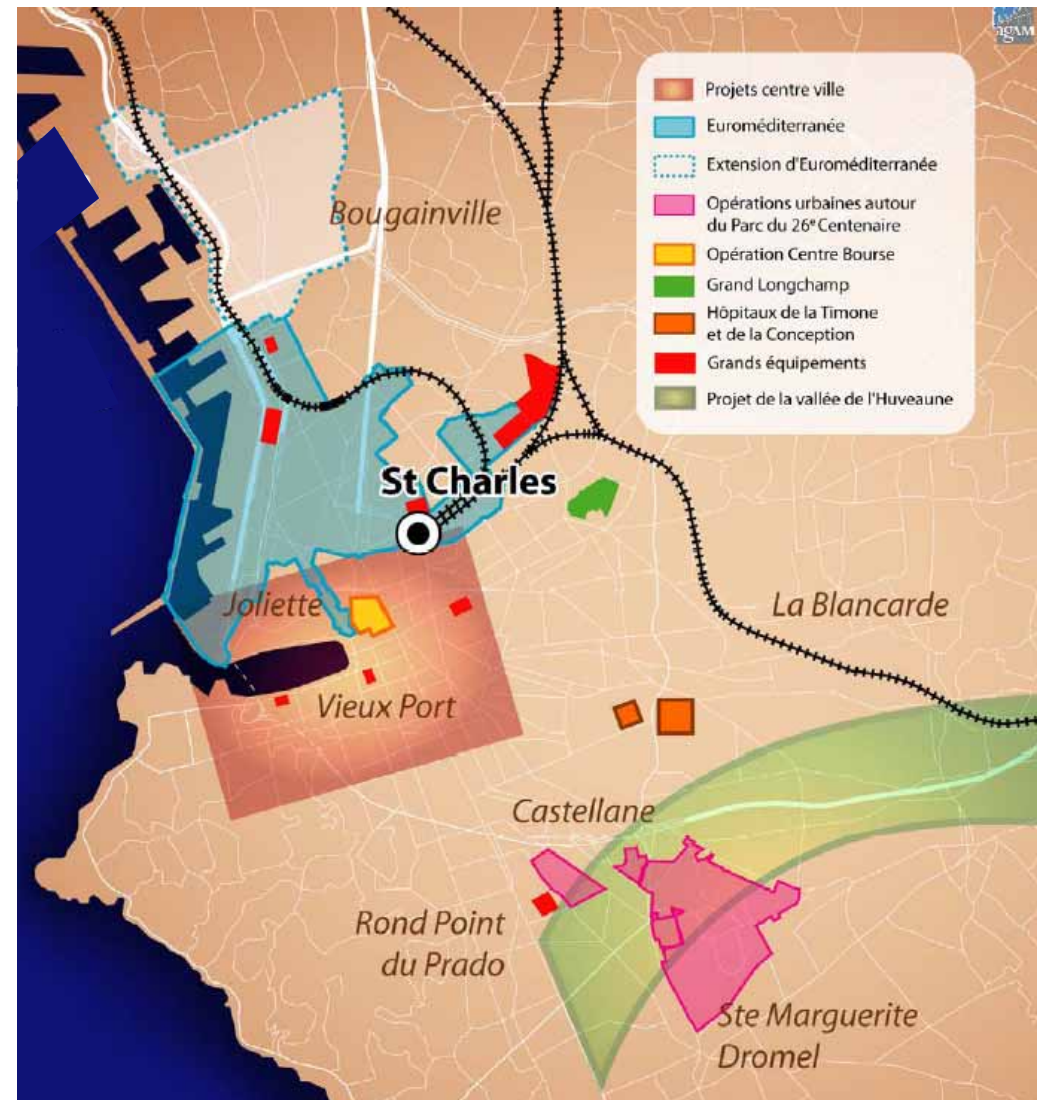 agAM
Projets centre ville
Euroméditerranée
Extension d'Euroméditerranée
Opérations urbaines autour
du Parc du 26e Centenaire
Opération Centre Bourse
Grand Longchamp
Hôpitaux de la Timone
et de la Conception
Grands équipements
Projet de la vallée de l'Huveaune
Bougainville
St Charles
Joliette
La Blancarde
Vieux Port
Castellane
Rond Point
du Prado
Ste Marguerite
Dromel